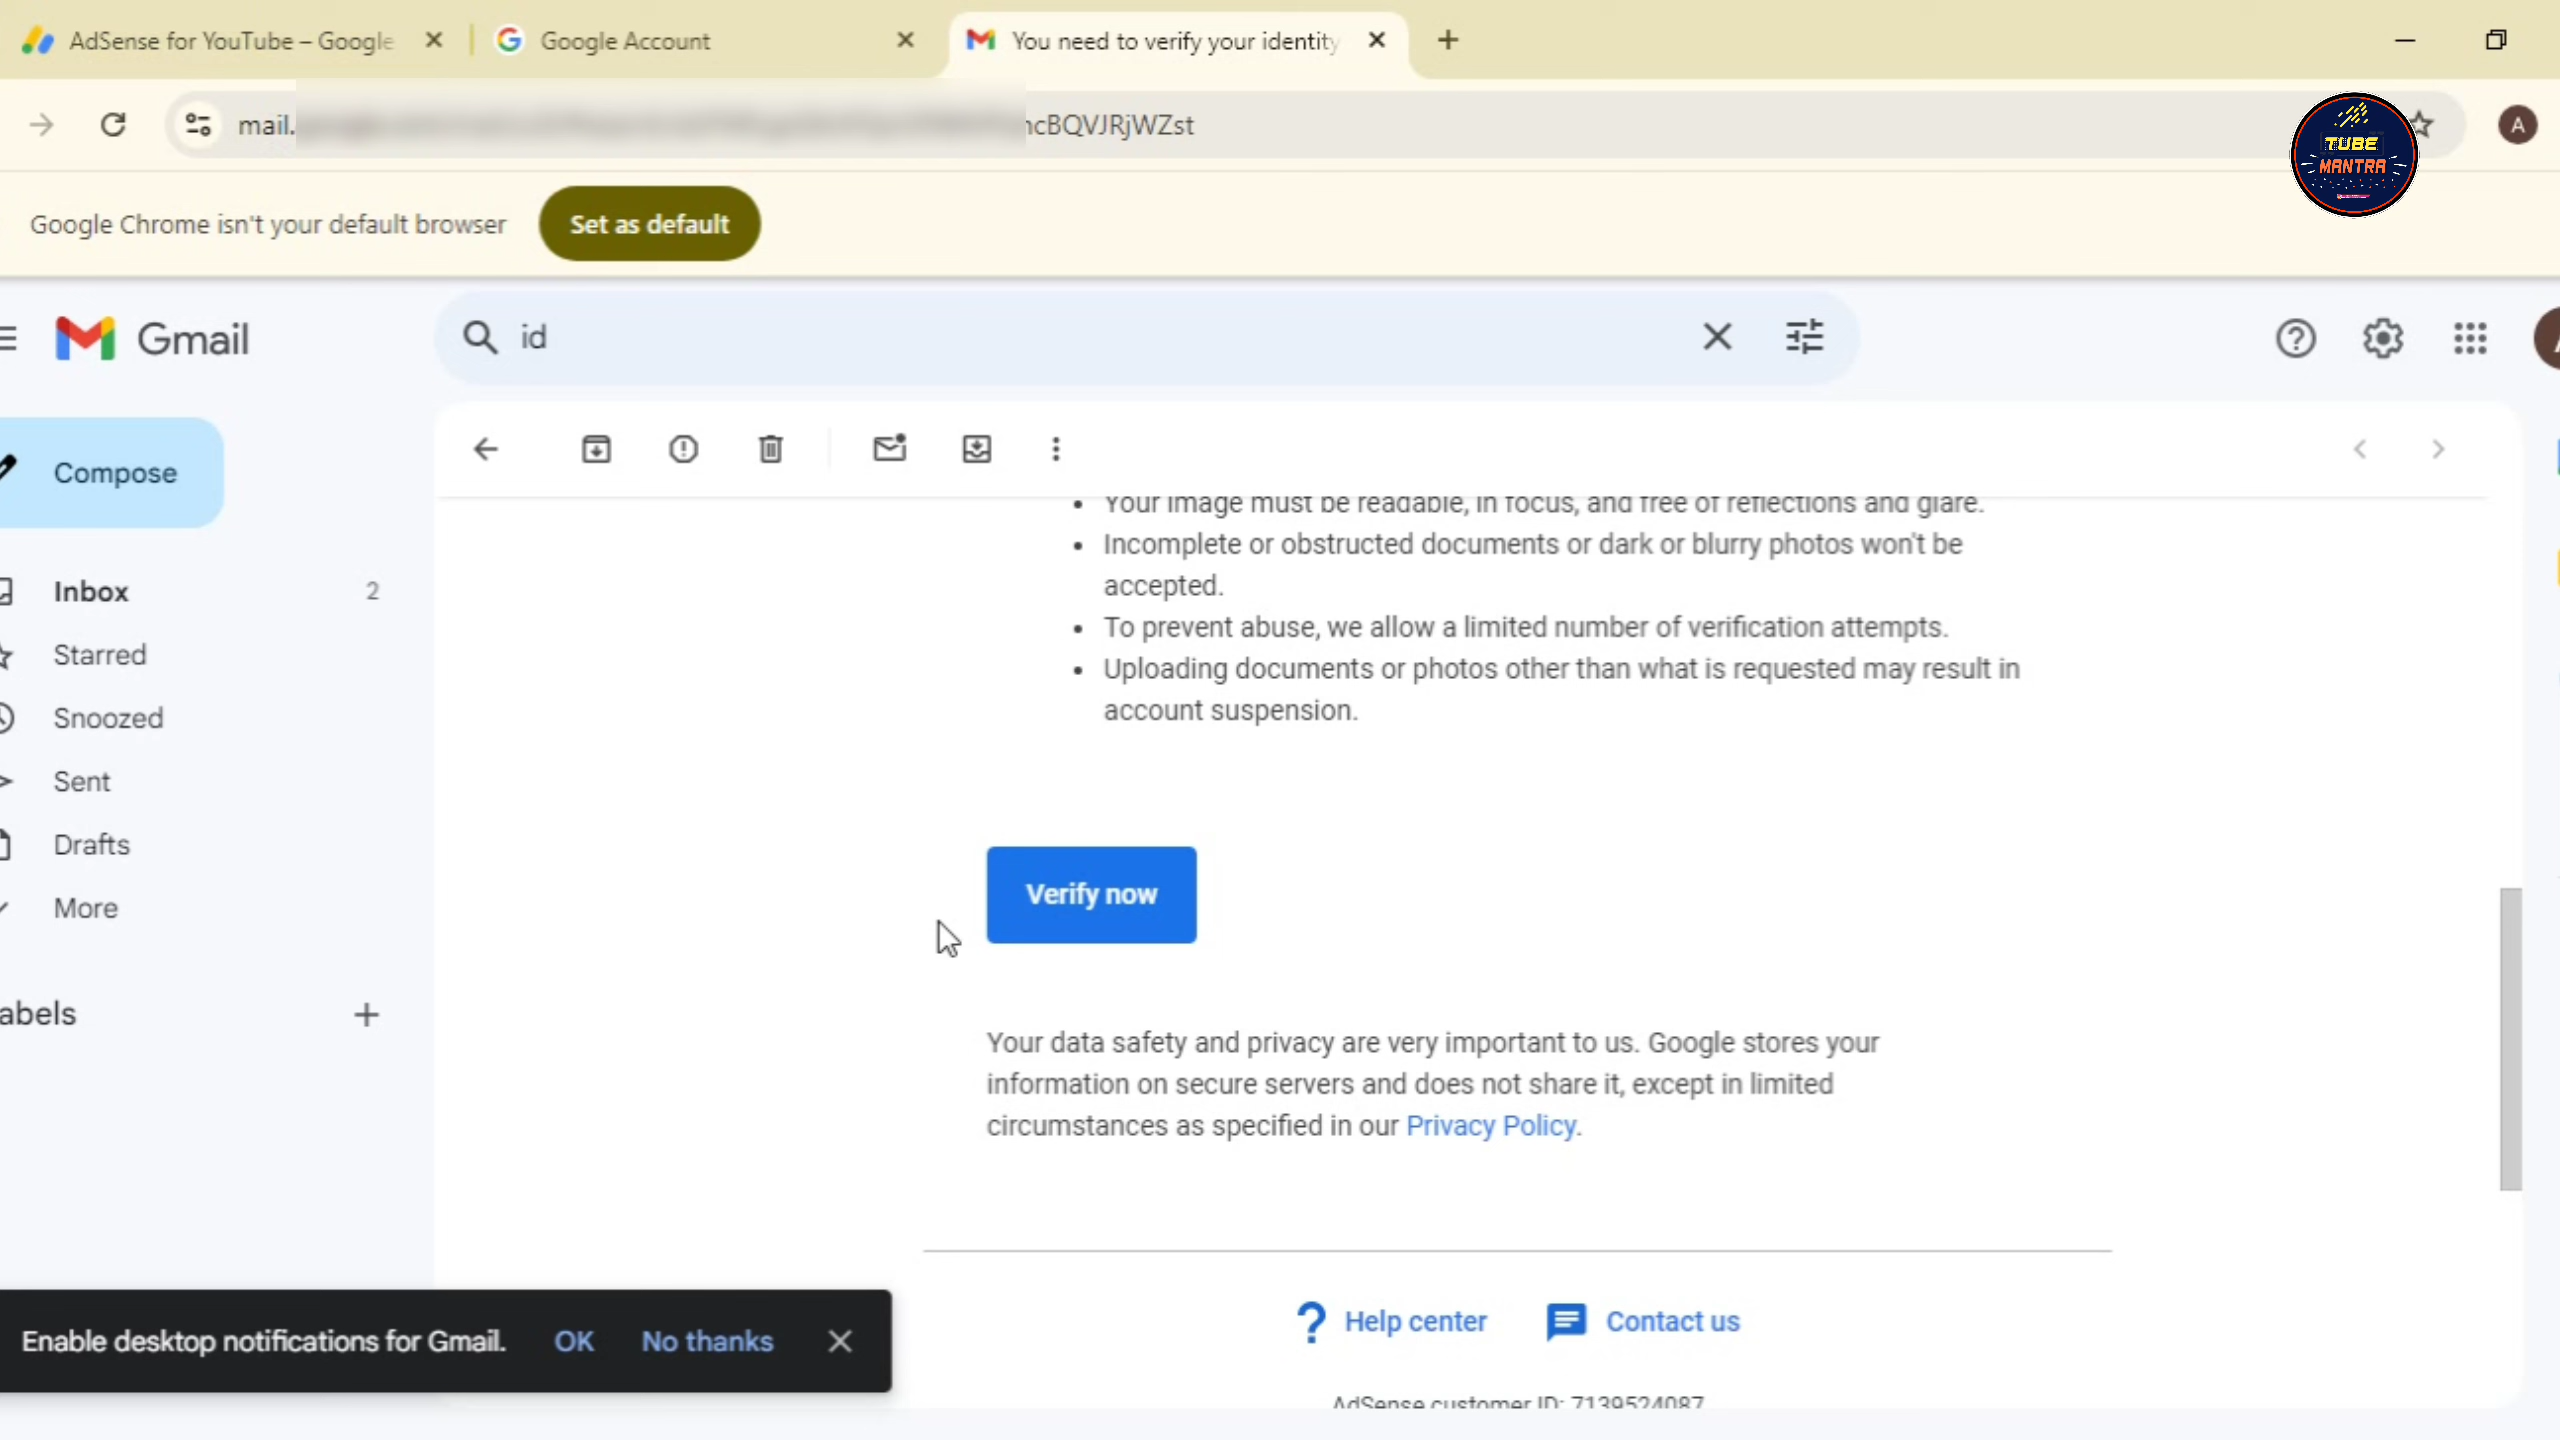 AdSense for YouTube – Google
Google Account
You need to verify your identity
mail.
ncBQVJRjWZst
A
TUBE
MANTRA
Google Chrome isn't your default browser
Set as default
Gmail
id
Compose
Your image must be readable, in focus, and free of reflections and glare.
Incomplete or obstructed documents or dark or blurry photos won't be
accepted.
Inbox 2
To prevent abuse, we allow a limited number of verification attempts.
Starred
Uploading documents or photos other than what is requested may result in
account suspension.
Snoozed
Sent
Drafts
More
Verify now
abels
Your data safety and privacy are very important to us. Google stores your
information on secure servers and does not share it, except in limited
circumstances as specified in our Privacy Policy.
Enable desktop notifications for Gmail. OK No thanks
Help center Contact us
AdSense customer ID: 7139524087